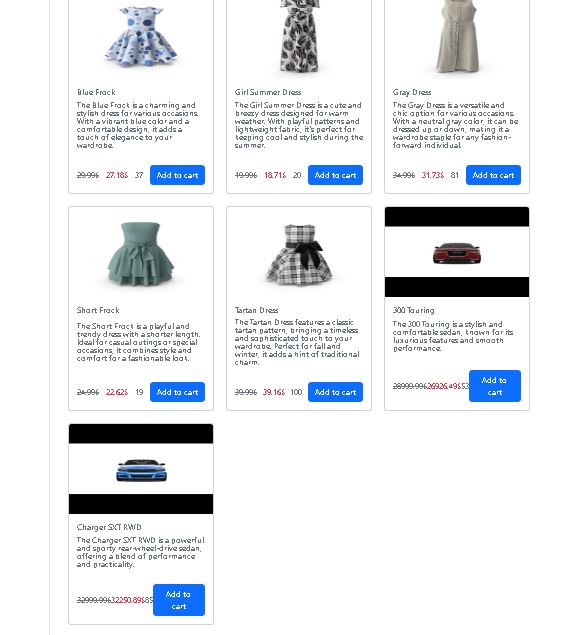 Blue Frock
The Blue Frock is a charming and
stylish dress for various occasions.
With a vibrant blue color and a
comfortable design, it adds a
touch of elegance to your
wardrobe.
29.99$ 27.18$ 37 Add to cart
Girl Summer Dress
The Girl Summer Dress is a cute and
breezy dress designed for warm
weather. With playful patterns and
lightweight fabric, it's perfect for
keeping cool and stylish during the
summer.
19.99$ 18.71$ 20 Add to cart
Gray Dress
The Gray Dress is a versatile and
chic option for various occasions.
With a neutral gray color, it can be
dressed up or down, making it a
wardrobe staple for any fashion-
forward individual.
34.99$ 31.73$ 81 Add to cart
Short Frock
The Short Frock is a playful and
trendy dress with a shorter length.
Ideal for casual outings or special
occasions, it combines style and
comfort for a fashionable look.
24.99$ 22.62$ 19 Add to cart
Tartan Dress
The Tartan Dress features a classic
tartan pattern, bringing a timeless
and sophisticated touch to your
wardrobe. Perfect for fall and
winter, it adds a hint of traditional
charm.
39.99$ 39.16$ 100 Add to cart
300 Touring
The 300 Touring is a stylish and
comfortable sedan, known for its
luxurious features and smooth
performance.
28999.99$ 26926.49$ 53 Add to
cart
Charger SXT RWD
The Charger SXT RWD is a powerful
and sporty rear-wheel-drive sedan,
offering a blend of performance
and practicality.
32999.99$ 32250.89$ 85 Add to
cart